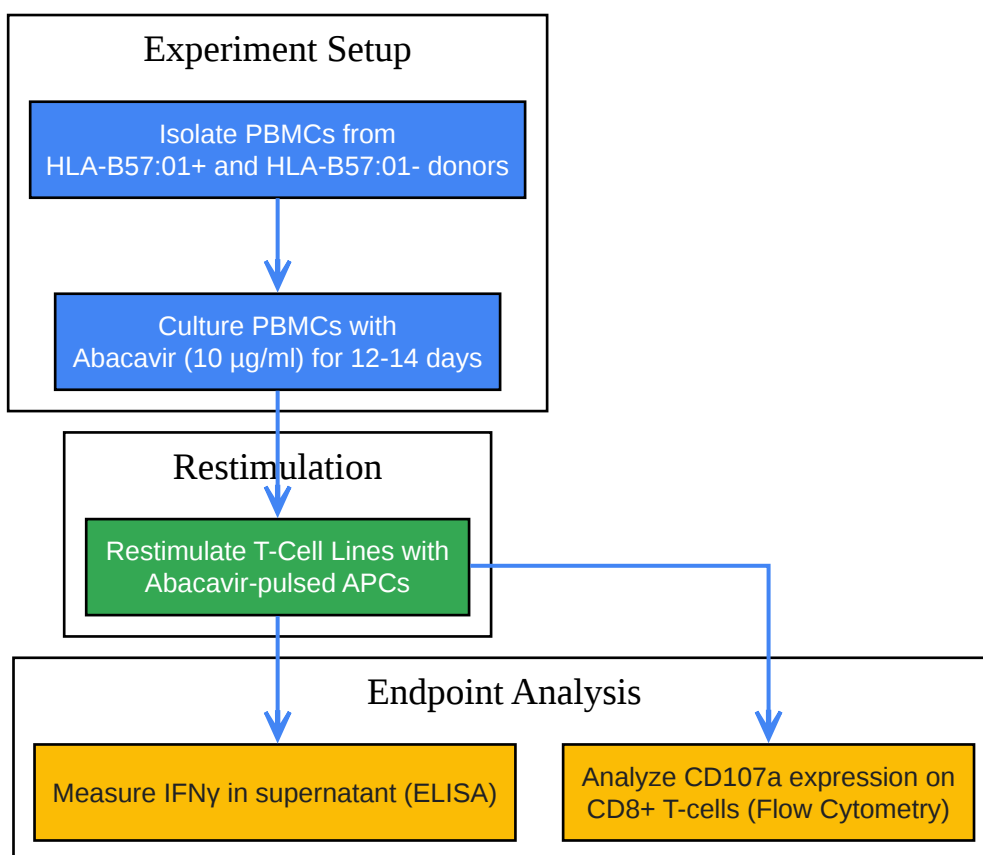 Experiment Setup
Isolate PBMCs from
HLA-B57:01+ and HLA-B57:01- donors
Culture PBMCs with
Abacavir (10 µg/ml) for 12-14 days
Restimulation
Restimulate T-Cell Lines with
Abacavir-pulsed APCs
Endpoint Analysis
Measure IFNγ in supernatant (ELISA)
Analyze CD107a expression on
CD8+ T-cells (Flow Cytometry)